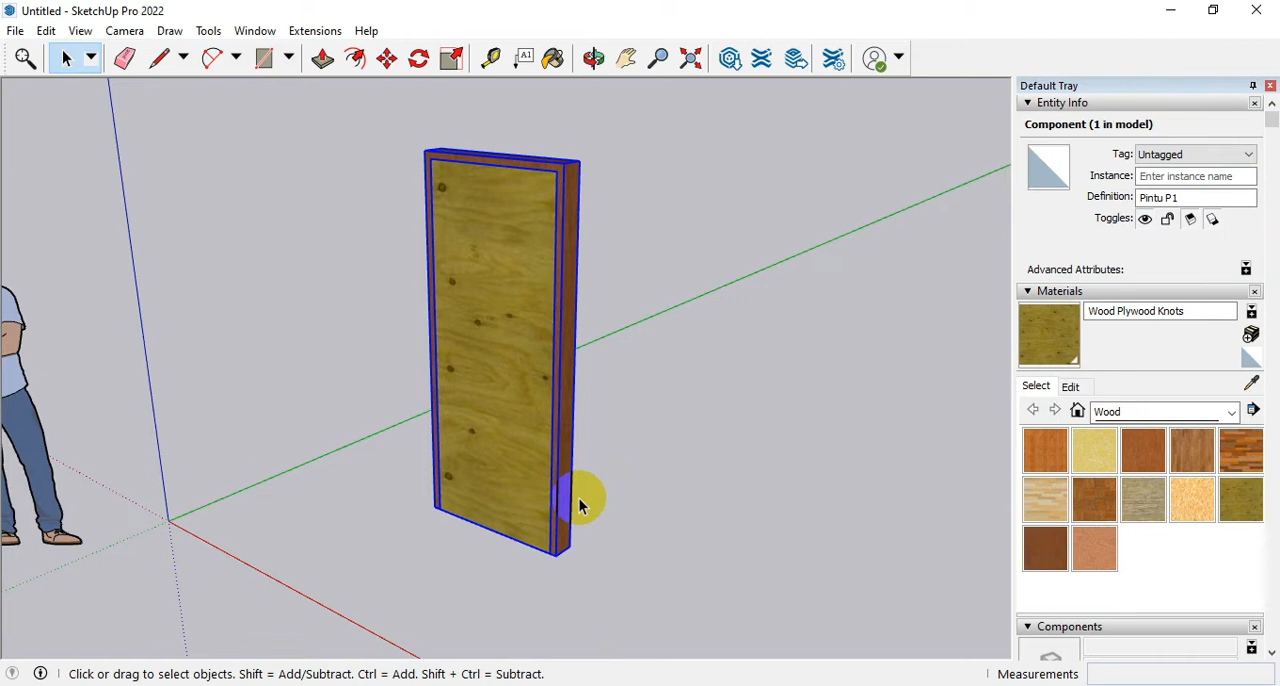 Untitled - SketchUp Pro 2022
File Edit View Camera Draw Tools Window Extensions Help
A1
Default Tray
Entity Info
Component (1 in model)
Tag: Untagged
Instance: Enter instance name
Definition: Pintu P1
Toggles:
Advanced Attributes:
Materials
Wood Plywood Knots
Select Edit
Wood
Components
Click or drag to select objects. Shift = Add/Subtract. Ctrl = Add. Shift + Ctrl = Subtract.
Measurements